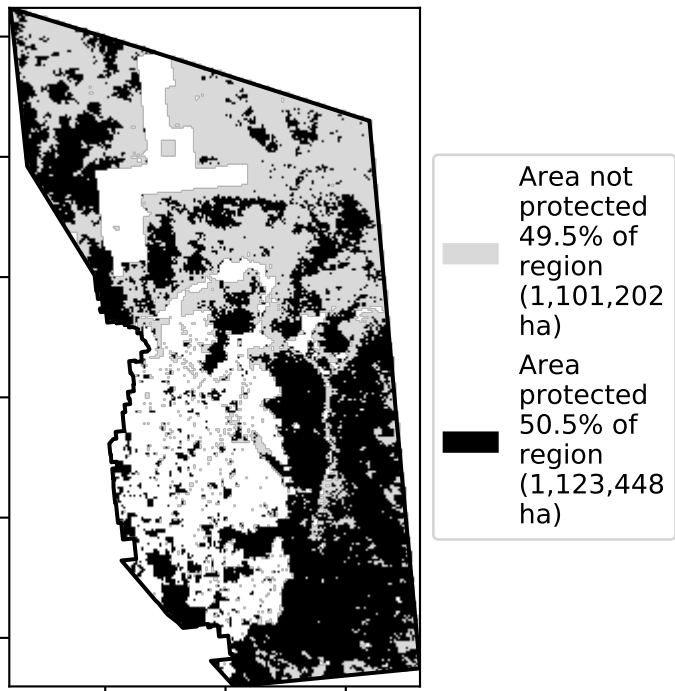 Area not
protected
49.5% of
region
(1,101,202
ha)
Area
protected
50.5% of
region
(1,123,448
ha)